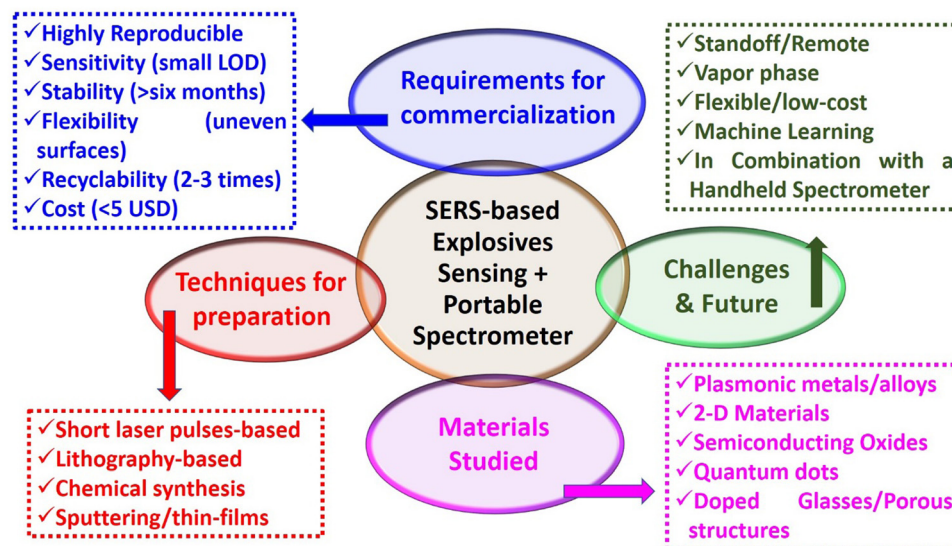 ✓Highly Reproducible
✓Sensitivity (small LOD)
✓Stability (>six months)
✓Flexibility (uneven
surfaces)
✓Recyclability (2-3 times)
✓Cost (<5 USD)
Requirements for
commercialization
✓Standoff/Remote
✓Vapor phase
✓Flexible/low-cost
✓Machine Learning
✓In Combination with a
Handheld Spectrometer
SERS-based
Explosives
Sensing +
Portable
Spectrometer
Techniques for
preparation
Challenges
& Future
Materials
Studied
✓Short laser pulses-based
✓Lithography-based
✓Chemical synthesis
✓Sputtering/thin-films
✓Plasmonic metals/alloys
✓2-D Materials
✓Semiconducting Oxides
✓Quantum dots
✓Doped Glasses/Porous
structures